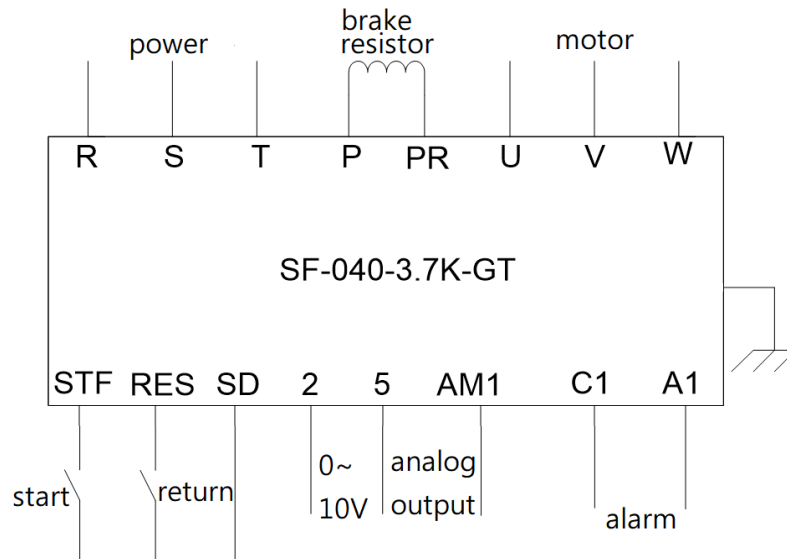 power
brake
resistor
motor
R S T P PR U V W
SF-040-3.7K-GT
STF RES SD 2 5 AM1 C1 A1
start
return
0~
10V
analog
output
alarm